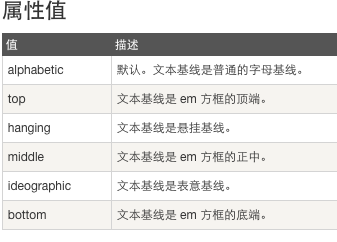 属性值
值 描述
alphabetic 默认。文本基线是普通的字母基线。
top 文本基线是 em 方框的顶端。
hanging 文本基线是悬挂基线。
middle 文本基线是 em 方框的正中。
ideographic 文本基线是表意基线。
bottom 文本基线是 em 方框的底端。